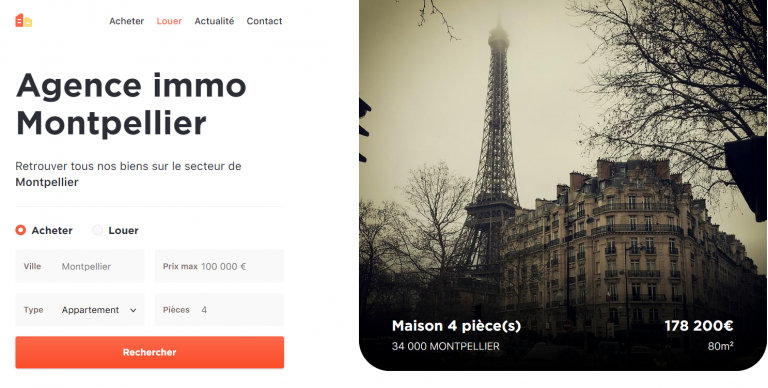 Acheter Louer Actualité Contact
Agence immo
Montpellier
Retrouver tous nos biens sur le secteur de
Montpellier
Acheter Louer
Ville Montpellier Prix max 100 000 €
Type Appartement Pièces 4
Rechercher
Maison 4 pièce(s) 178 200€
34 000 MONTPELLIER 80m²